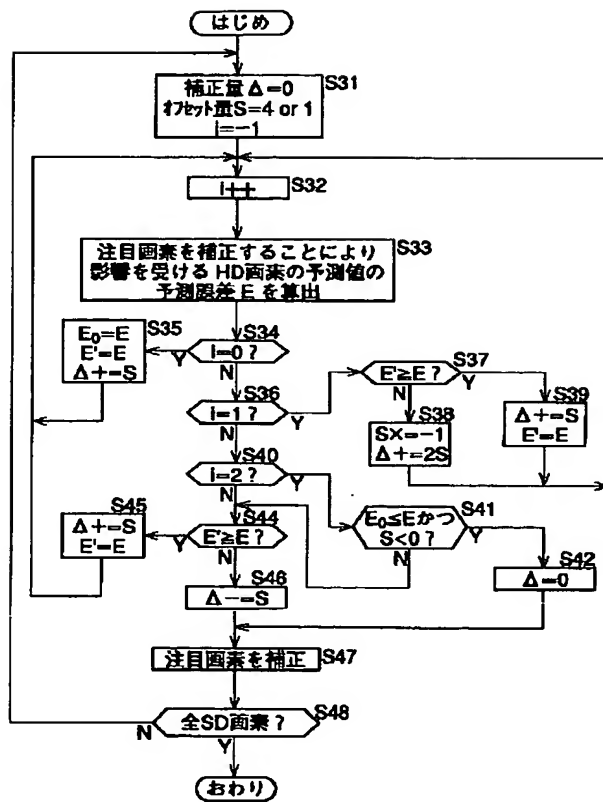 はじめ
補正量Δ=0
オフセット量S=4 or 1
i=-1
S31
i++
S32
注目画素を補正することにより
影響を受けるHD画素の予測値の
予測誤差Eを算出
S33
S34
i=0?
Y
N
S35
E₀=E
E'=E
Δ+=S
S36
i=1?
Y
N
S37
E'≧E?
Y
N
S38
S×=-1
Δ+=2S
S39
Δ+=S
E'=E
S40
i=2?
Y
N
S41
E₀≦Eかつ
S<0?
Y
N
S42
Δ=0
S44
E'≧E?
Y
N
S45
Δ+=S
E'=E
S46
Δ-=S
注目画素を補正
S47
全SD画素?
S48
N
Y
おわり